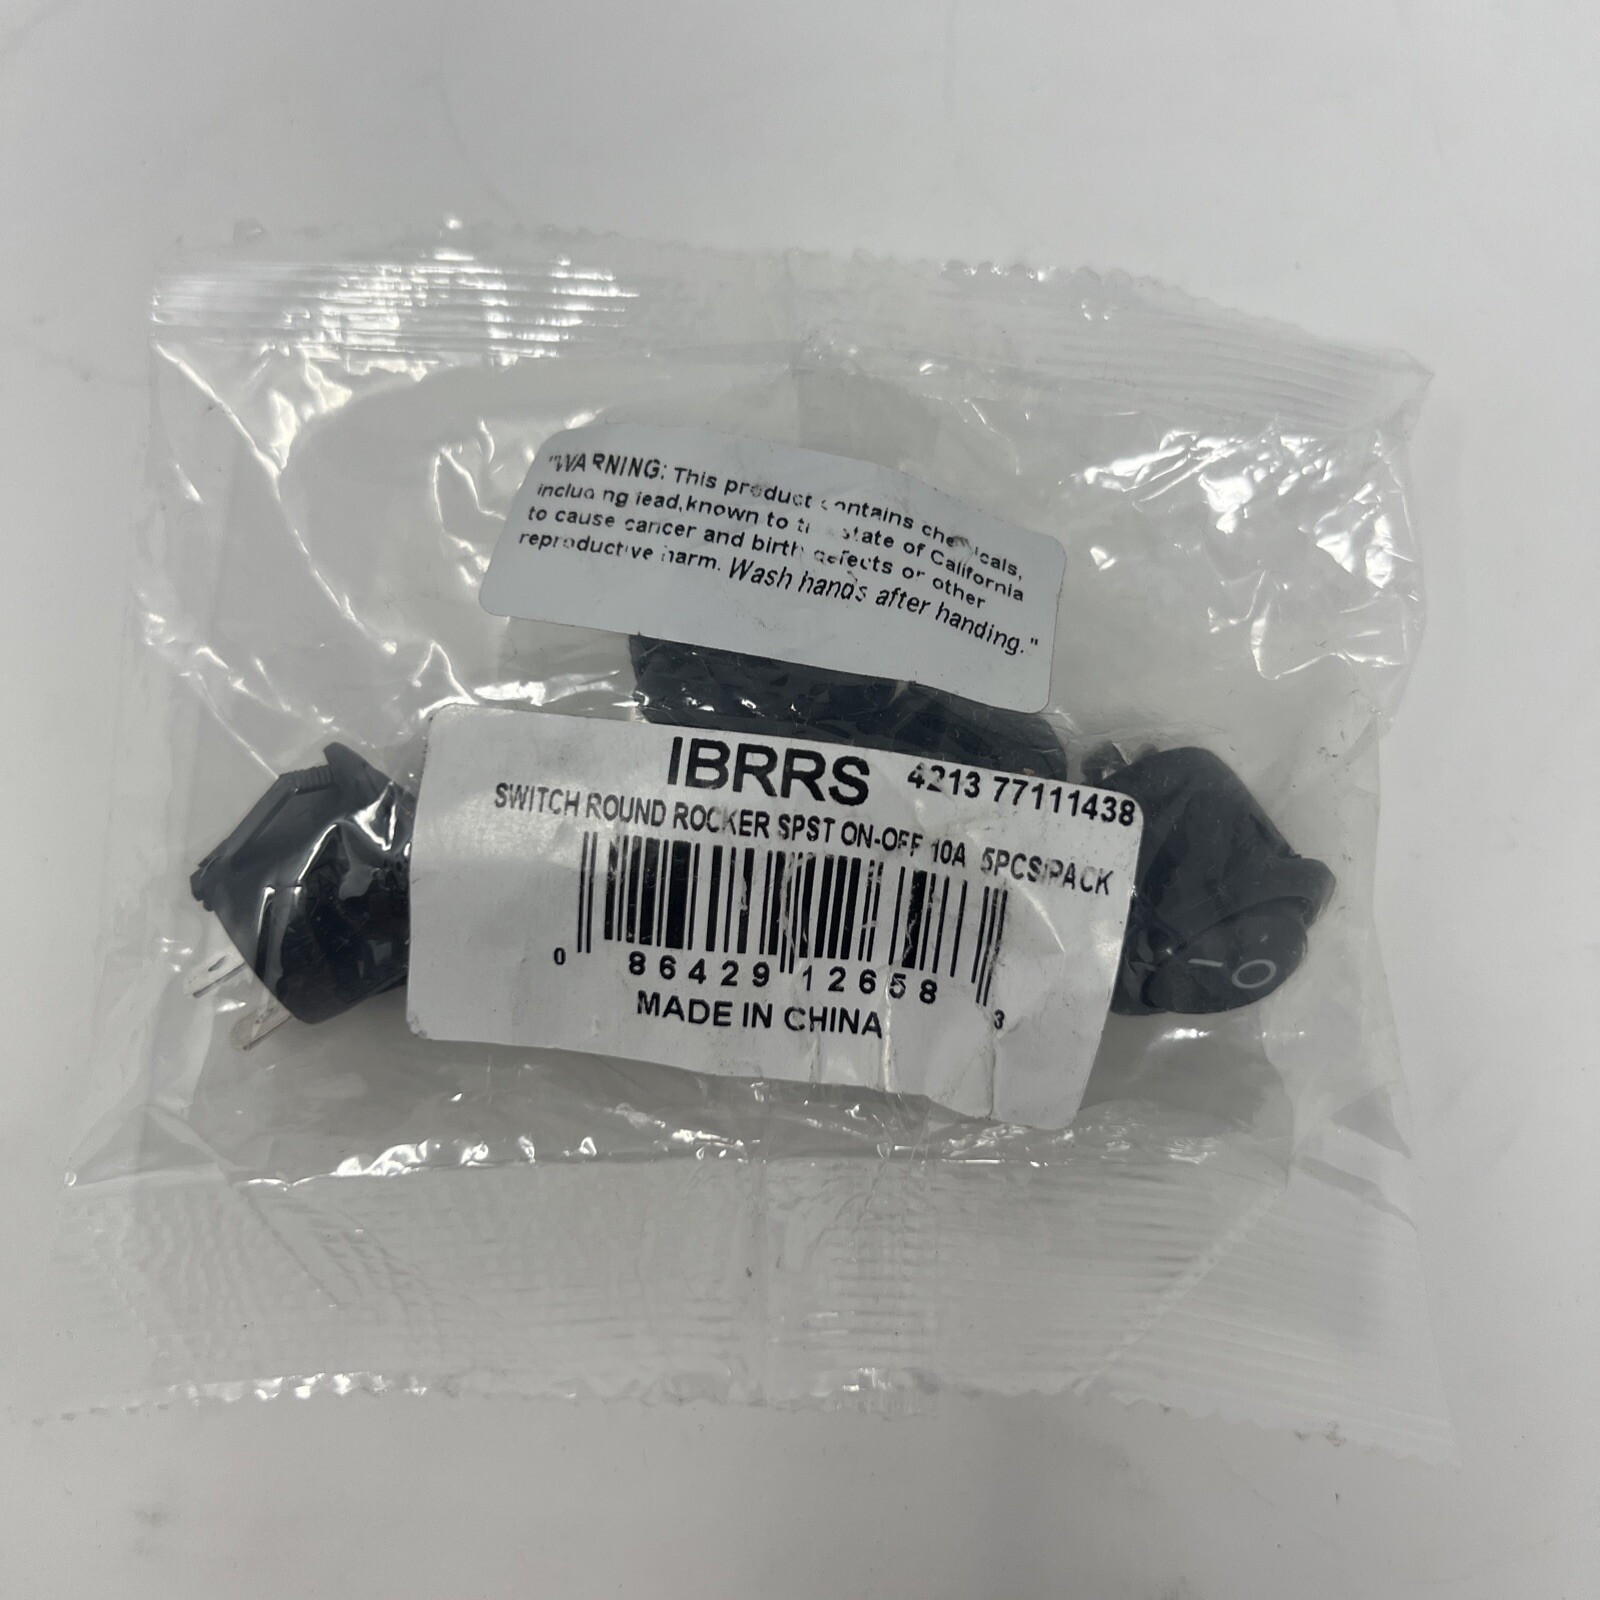 "WARNING: This product contains chemicals,
including lead,known to the state of California
to cause cancer and birth defects or other
reproductive harm. Wash hands after handing."
IBRRS 4213 77111438
SWITCH ROUND ROCKER SPST ON-OFF 10A 5PCS/PACK
0 86429 12658 3
MADE IN CHINA